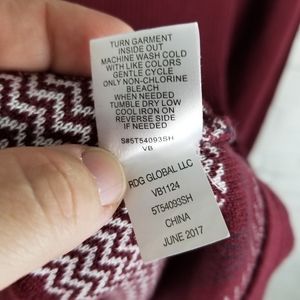 TURN GARMENT
INSIDE OUT
MACHINE WASH COLD
WITH LIKE COLORS
GENTLE CYCLE
ONLY NON-CHLORINE
BLEACH
WHEN NEEDED
TUMBLE DRY LOW
COOL IRON ON
REVERSE SIDE
IF NEEDED
S#5T54093SH
VB
RDG GLOBAL LLC
VB1124
5T54093SH
CHINA
JUNE 2017